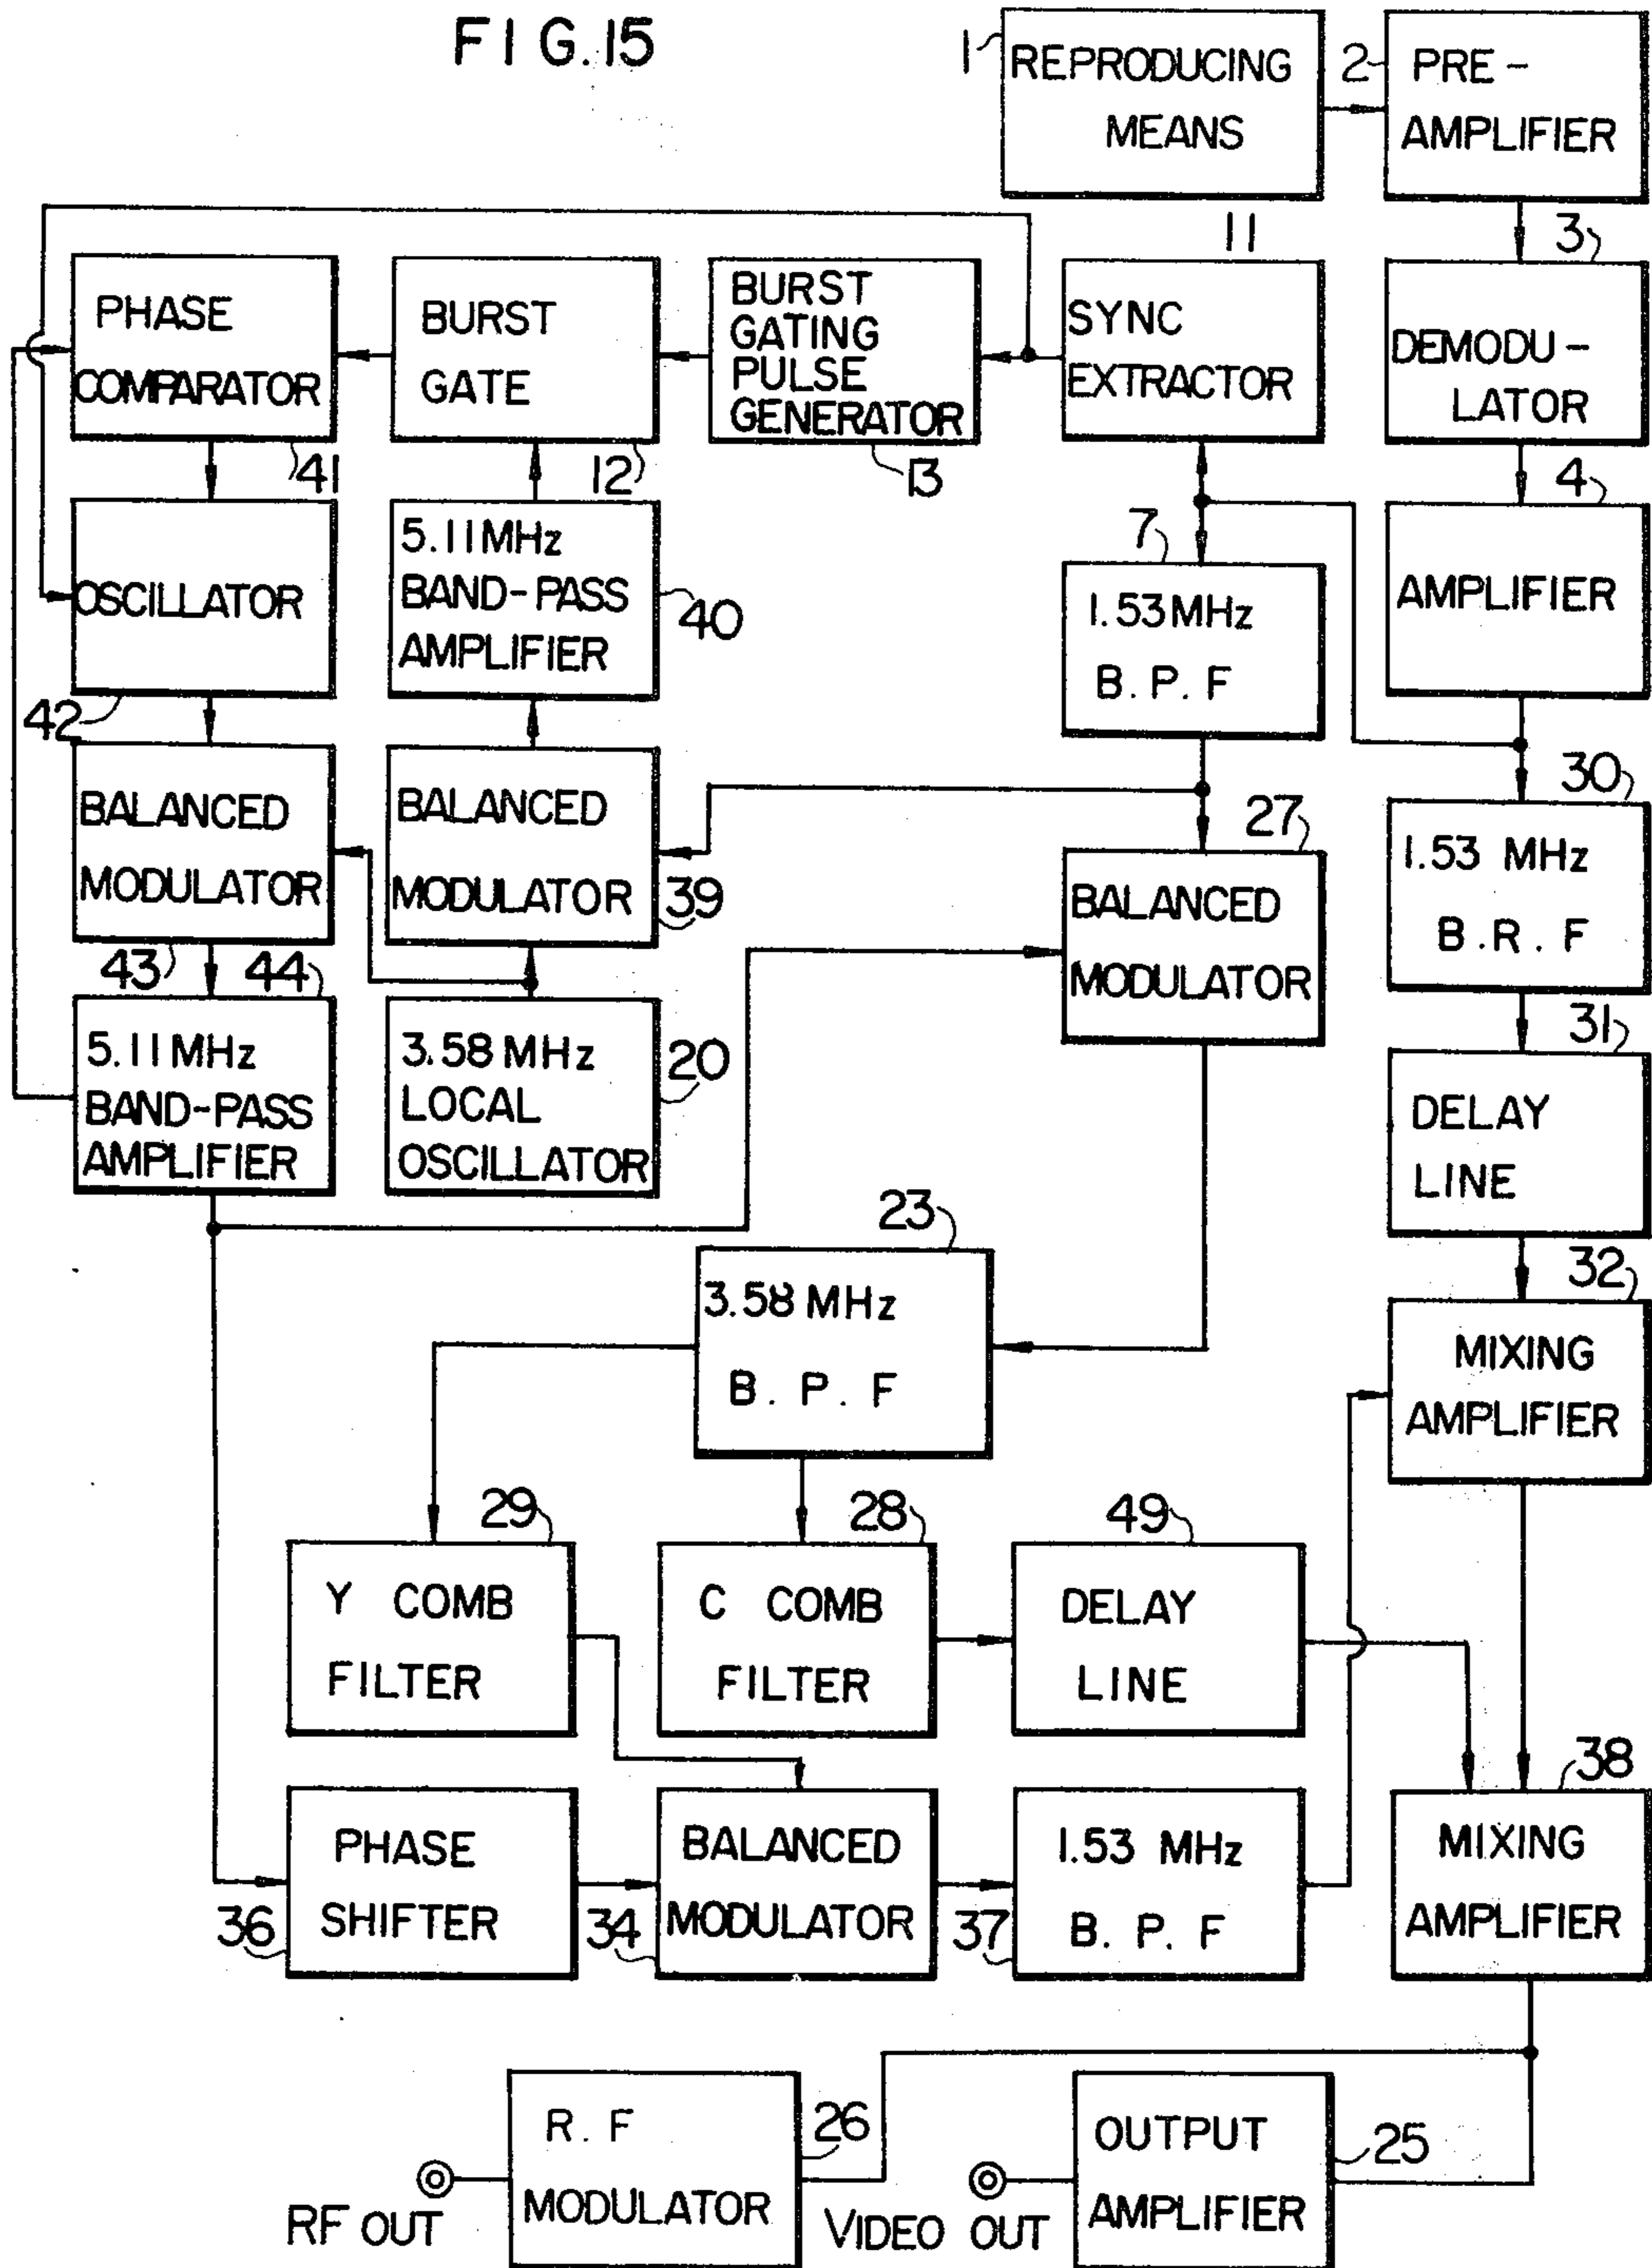 FIG.15
1
REPRODUCING
MEANS
2
PRE-
AMPLIFIER
11
3
PHASE
COMPARATOR
BURST
GATE
BURST
GATING
PULSE
GENERATOR
SYNC
EXTRACTOR
DEMODU-
LATOR
41
12
13
4
7
OSCILLATOR
5.11MHz
BAND-PASS
AMPLIFIER
40
1.53MHz
B.P.F
AMPLIFIER
42
30
27
BALANCED
MODULATOR
BALANCED
MODULATOR
39
BALANCED
MODULATOR
1.53 MHz
B.R.F
43
44
31
5.11MHz
BAND-PASS
AMPLIFIER
3.58MHz
LOCAL
OSCILLATOR
20
DELAY
LINE
23
32
3.58MHz
B.P.F
MIXING
AMPLIFIER
29
28
49
Y COMB
FILTER
C COMB
FILTER
DELAY
LINE
38
PHASE
SHIFTER
36
BALANCED
MODULATOR
34
1.53 MHz
B.P.F
37
MIXING
AMPLIFIER
R.F
MODULATOR
26
OUTPUT
AMPLIFIER
25
RF OUT
VIDEO OUT